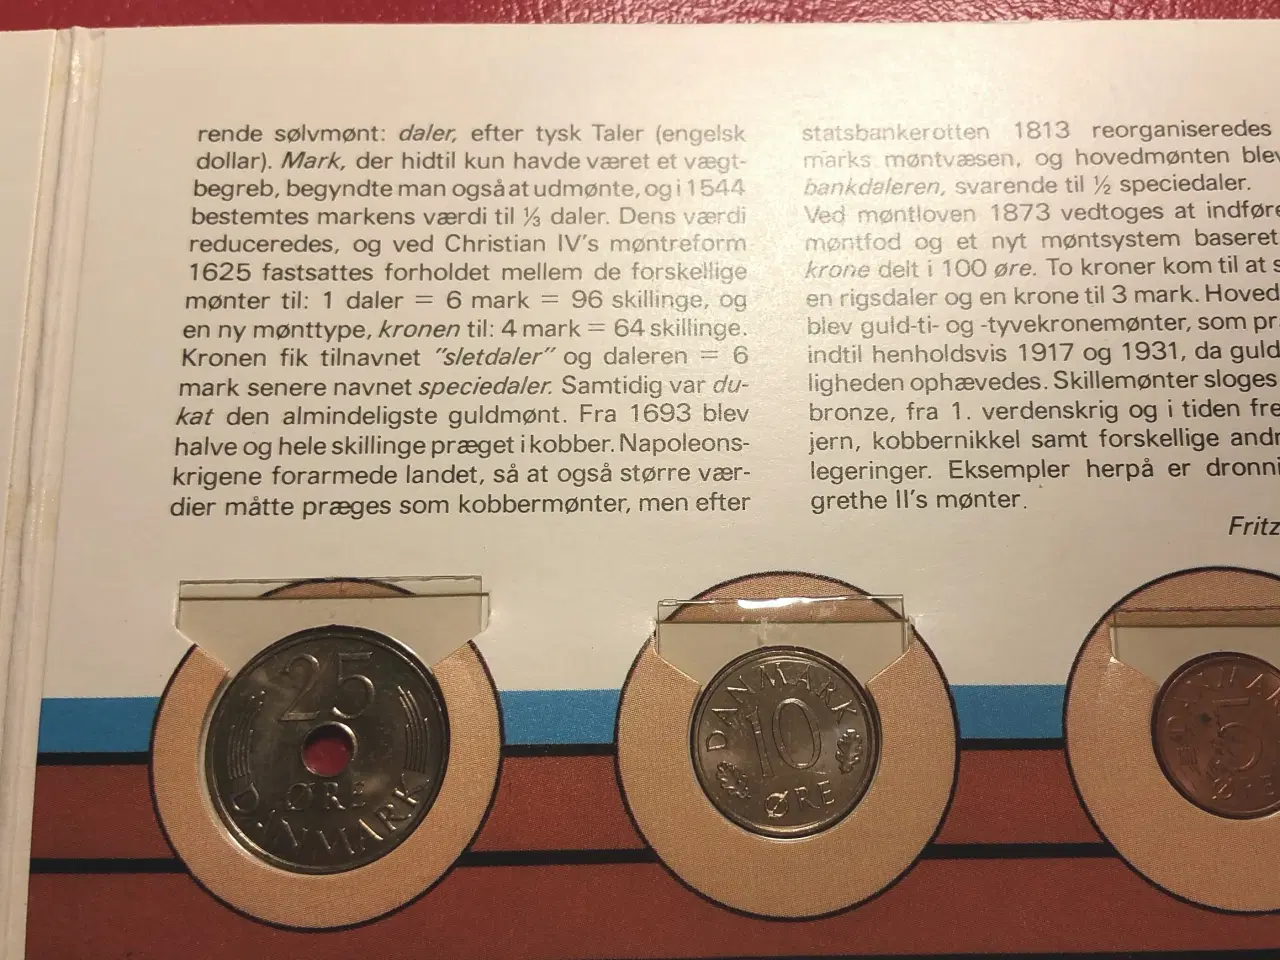 rende sølvmønt: daler, efter tysk Taler (engelsk
dollar). Mark, der hidtil kun havde været et vægt-
begreb, begyndte man også at udmønte, og i 1544
bestemtes markens værdi til ⅓ daler. Dens værdi
reduceredes, og ved Christian IV's møntreform
1625 fastsattes forholdet mellem de forskellige
mønter til: 1 daler = 6 mark = 96 skillinge, og
en ny mønttype, kronen til: 4 mark = 64 skillinge.
Kronen fik tilnavnet "sletdaler" og daleren = 6
mark senere navnet speciedaler. Samtidig var du-
kat den almindeligste guldmønt. Fra 1693 blev
halve og hele skillinge præget i kobber. Napoleons-
krigene forarmede landet, så at også større vær-
dier måtte præges som kobbermønter, men efter
statsbankerotten 1813 reorganiseredes
marks møntvæsen, og hovedmønten blev
bankdaleren, svarende til ½ speciedaler.
Ved møntloven 1873 vedtoges at indføre
møntfod og et nyt møntsystem baseret
krone delt i 100 øre. To kroner kom til at s
en rigsdaler og en krone til 3 mark. Hoved
blev guld-ti- og -tyvekronemønter, som pr
indtil henholdsvis 1917 og 1931, da guld
ligheden ophævedes. Skillemønter sloges
bronze, fra 1. verdenskrig og i tiden fre
jern, kobbernikkel samt forskellige andr
legeringer. Eksempler herpå er dronni
grethe II's mønter.
Fritz
25
ØRE
DANMARK
DANMARK
10
ØRE
DANMARK
5
ØRE